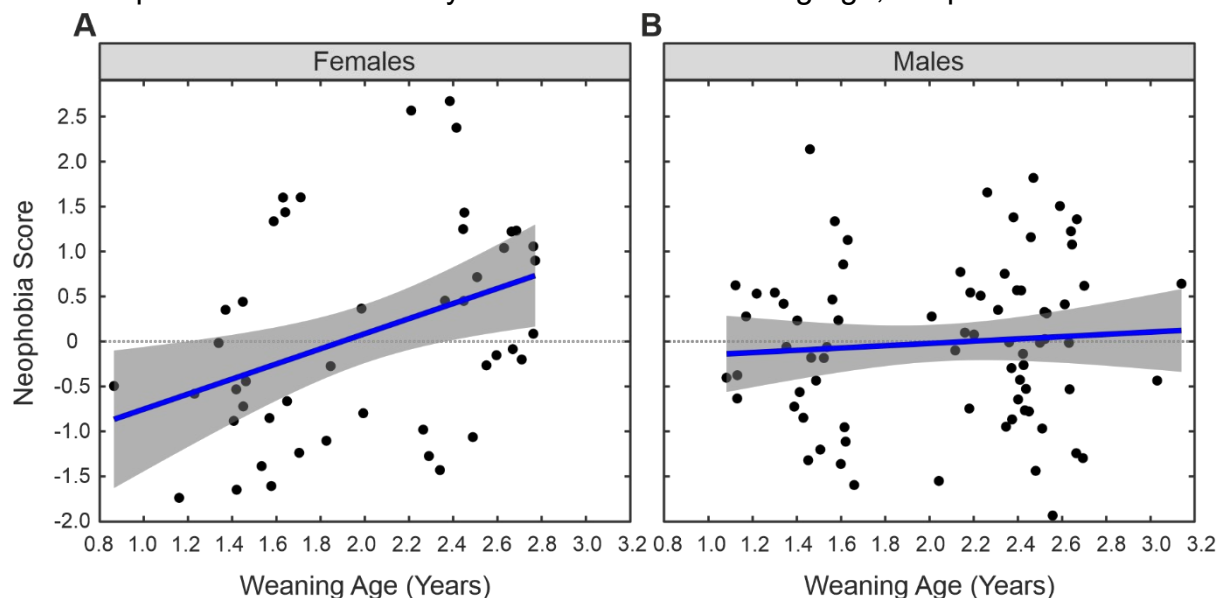 A
B
Females
Males
Neophobia Score
2.5
2.0
1.5
1.0
0.5
0
-0.5
-1.0
-1.5
-2.0
0.8 1.0 1.2 1.4 1.6 1.8 2.0 2.2 2.4 2.6 2.8 3.0 3.2
0.8 1.0 1.2 1.4 1.6 1.8 2.0 2.2 2.4 2.6 2.8 3.0 3.2
Weaning Age (Years)
Weaning Age (Years)